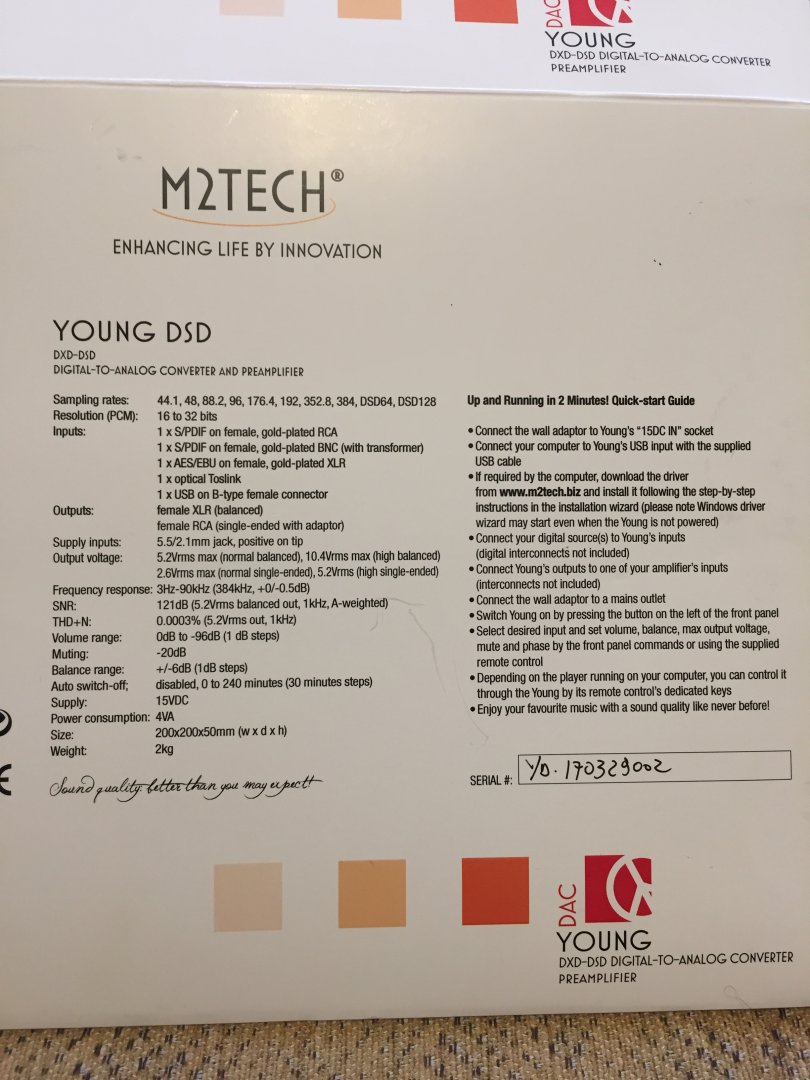 DAC
YOUNG
DXD-DSD DIGITAL-TO-ANALOG CONVERTER
PREAMPLIFIER
M2TECH®
ENHANCING LIFE BY INNOVATION
YOUNG DSD
DXD-DSD
DIGITAL-TO-ANALOG CONVERTER AND PREAMPLIFIER
Sampling rates: 44.1, 48, 88.2, 96, 176.4, 192, 352.8, 384, DSD64, DSD128
Resolution (PCM): 16 to 32 bits
Inputs: 1 x S/PDIF on female, gold-plated RCA
1 x S/PDIF on female, gold-plated BNC (with transformer)
1 x AES/EBU on female, gold-plated XLR
1 x optical Toslink
1 x USB on B-type female connector
Outputs: female XLR (balanced)
female RCA (single-ended with adaptor)
Supply inputs: 5.5/2.1mm jack, positive on tip
Output voltage: 5.2Vrms max (normal balanced), 10.4Vrms max (high balanced)
2.6Vrms max (normal single-ended), 5.2Vrms (high single-ended)
Frequency response: 3Hz-90kHz (384kHz, +0/-0.5dB)
SNR: 121dB (5.2Vrms balanced out, 1kHz, A-weighted)
THD+N: 0.0003% (5.2Vrms out, 1kHz)
Volume range: 0dB to -96dB (1 dB steps)
Muting: -20dB
Balance range: +/-6dB (1dB steps)
Auto switch-off; disabled, 0 to 240 minutes (30 minutes steps)
Supply: 15VDC
Power consumption: 4VA
Size: 200x200x50mm (w x d x h)
Weight: 2kg
Sound quality better than you may expect!
Up and Running in 2 Minutes! Quick-start Guide
• Connect the wall adaptor to Young's "15DC IN" socket
• Connect your computer to Young's USB input with the supplied
USB cable
• If required by the computer, download the driver
from www.m2tech.biz and install it following the step-by-step
instructions in the installation wizard (please note Windows driver
wizard may start even when the Young is not powered)
• Connect your digital source(s) to Young's inputs
(digital interconnects not included)
• Connect Young's outputs to one of your amplifier's inputs
(interconnects not included)
• Connect the wall adaptor to a mains outlet
• Switch Young on by pressing the button on the left of the front panel
• Select desired input and set volume, balance, max output voltage,
mute and phase by the front panel commands or using the supplied
remote control
• Depending on the player running on your computer, you can control it
through the Young by its remote control's dedicated keys
• Enjoy your favourite music with a sound quality like never before!
SERIAL #: YD.170329002
DAC
YOUNG
DXD-DSD DIGITAL-TO-ANALOG CONVERTER
PREAMPLIFIER